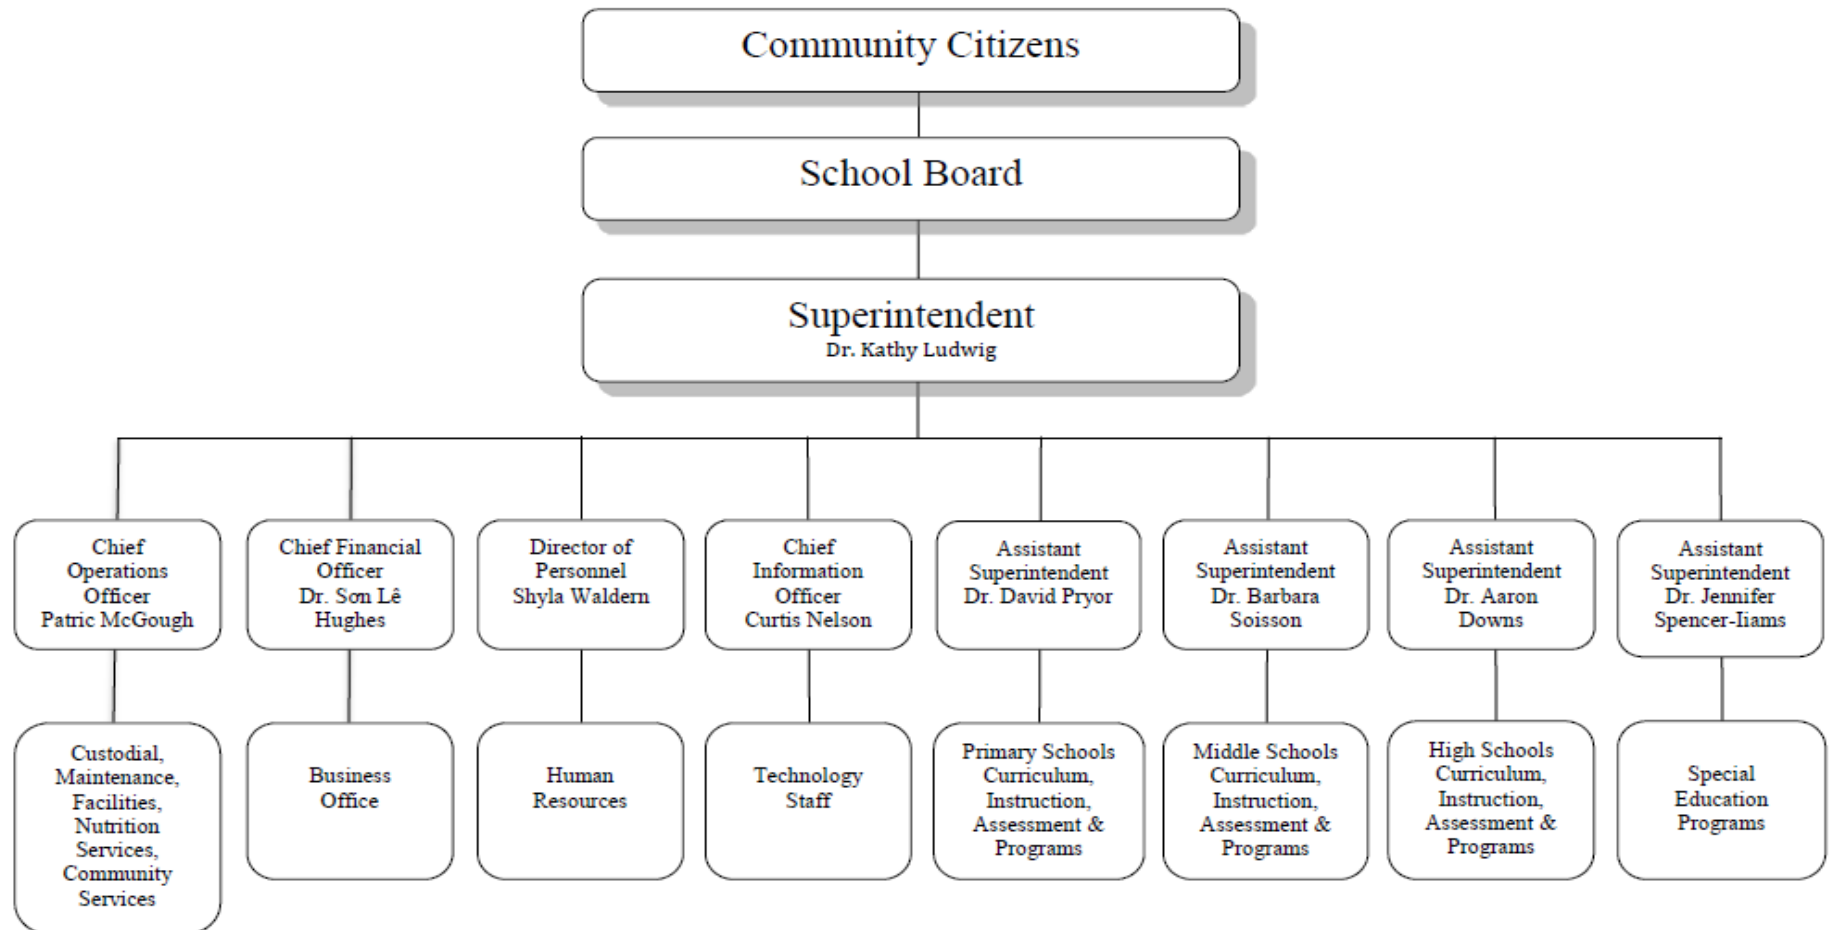 Community Citizens
School Board
Superintendent
Dr. Kathy Ludwig
Chief
Operations
Officer
Patric McGough
Chief Financial
Officer
Dr. Sơn Lê
Hughes
Director of
Personnel
Shyla Waldern
Chief
Information
Officer
Curtis Nelson
Assistant
Superintendent
Dr. David Pryor
Assistant
Superintendent
Dr. Barbara
Soisson
Assistant
Superintendent
Dr. Aaron
Downs
Assistant
Superintendent
Dr. Jennifer
Spencer-Iiams
Custodial,
Maintenance,
Facilities,
Nutrition
Services,
Community
Services
Business
Office
Human
Resources
Technology
Staff
Primary Schools
Curriculum,
Instruction,
Assessment &
Programs
Middle Schools
Curriculum,
Instruction,
Assessment &
Programs
High Schools
Curriculum,
Instruction,
Assessment &
Programs
Special
Education
Programs